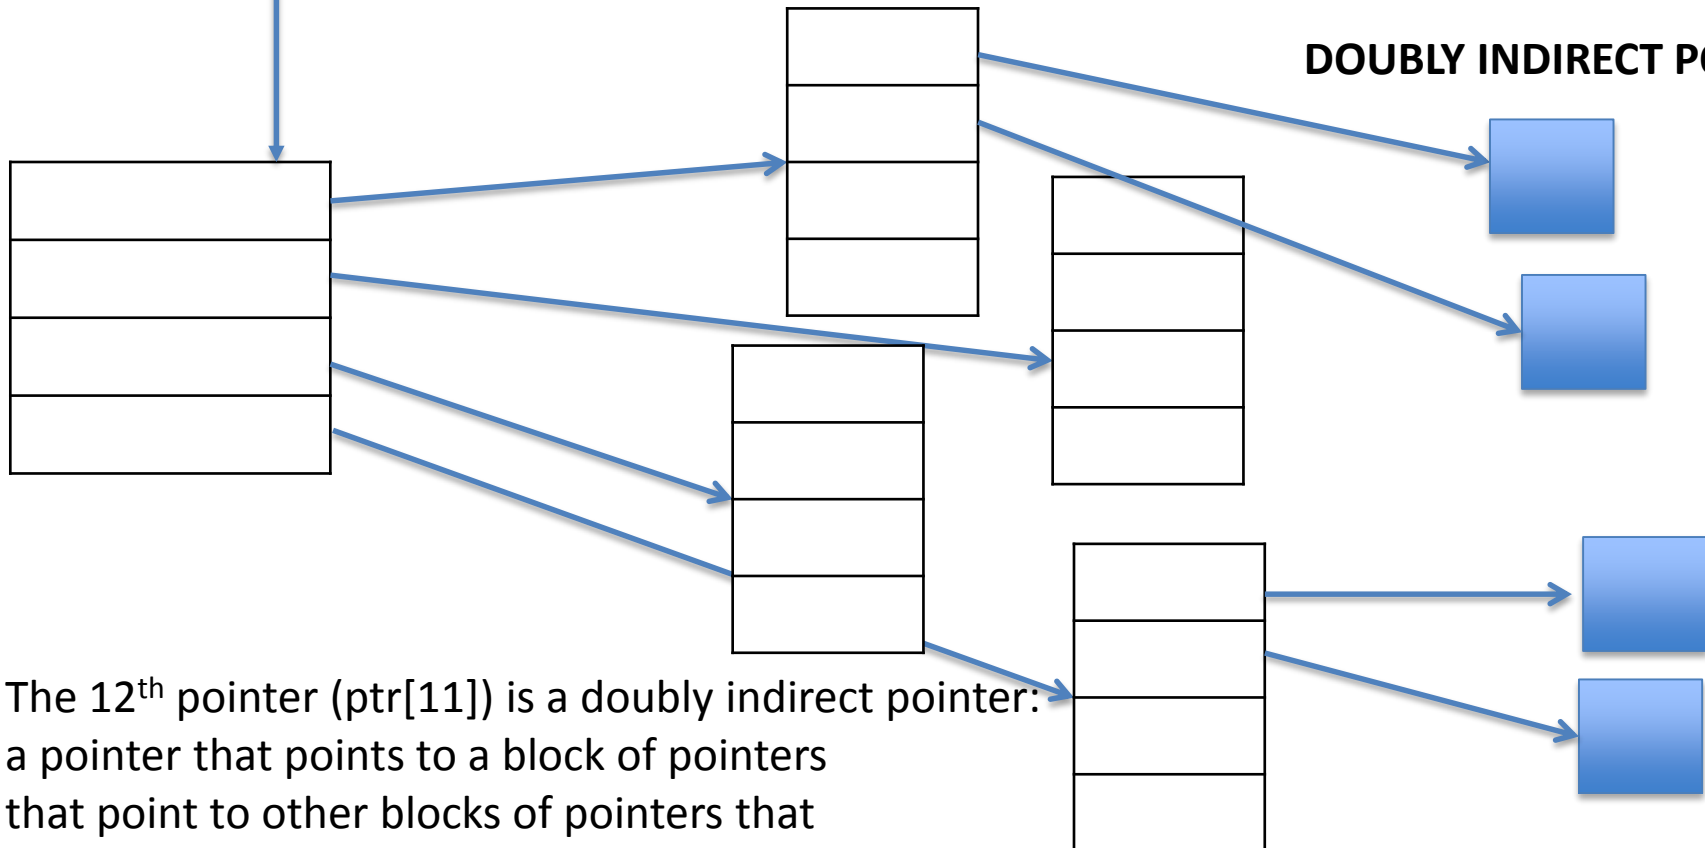 DOUBLY INDIRECT
The 12th pointer (ptr[11]) is a doubly indirect pointer:
a pointer that points to a block of pointers
that point to other blocks of pointers that